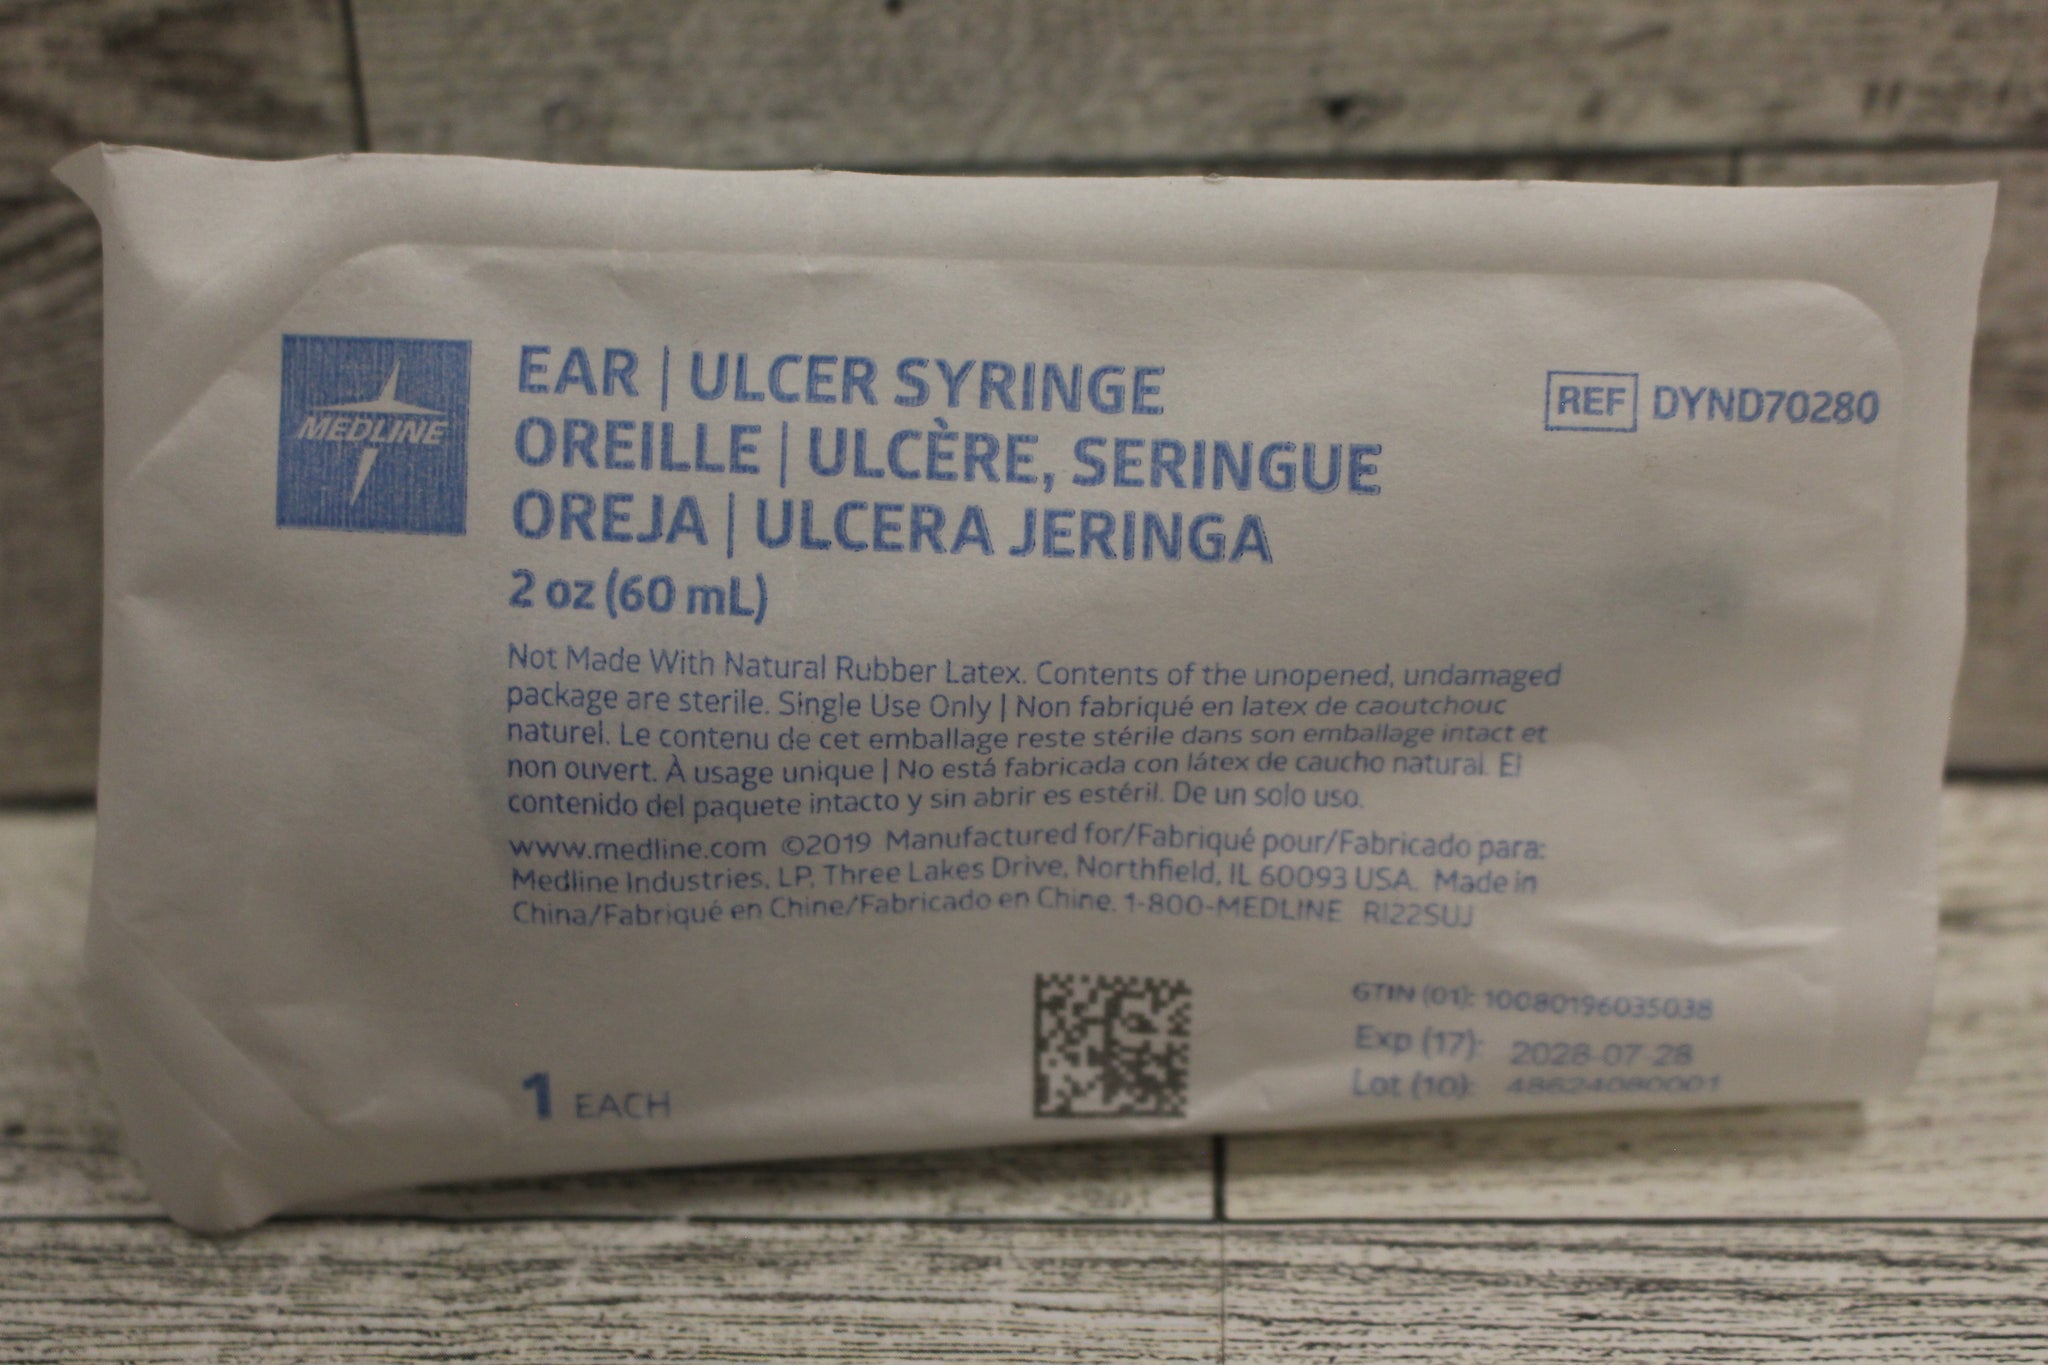 MEDLINE
EAR | ULCER SYRINGE
OREILLE | ULCÈRE, SERINGUE
OREJA | ULCERA JERINGA
2 oz (60 mL)
REF DYND70280
Not Made With Natural Rubber Latex. Contents of the unopened, undamaged
package are sterile. Single Use Only | Non fabriqué en latex de caoutchouc
naturel. Le contenu de cet emballage reste stérile dans son emballage intact et
non ouvert. À usage unique | No está fabricada con látex de caucho natural. El
contenido del paquete intacto y sin abrir es estéril. De un solo uso.
www.medline.com ©2019 Manufactured for/Fabriqué pour/Fabricado para:
Medline Industries, LP, Three Lakes Drive, Northfield, IL 60093 USA. Made in
China/Fabriqué en Chine/Fabricado en Chine. 1-800-MEDLINE RI22SUJ
1 EACH
GTIN (01): 10080196035038
Exp (17): 2028-07-28
Lot (10): 48624080001